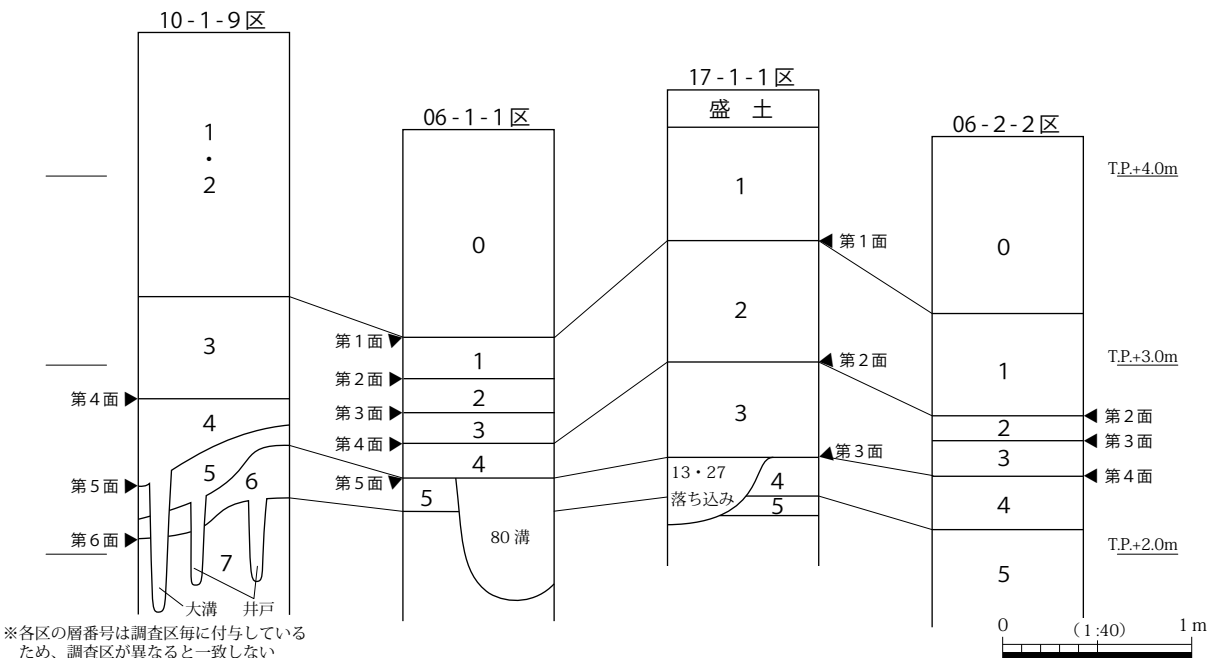 10-1-9区
1
・
2
3
第4面
4
5
6
第5面
第6面
7
大溝
井戸
06-1-1区
0
第1面
1
第2面
2
第3面
3
第4面
4
第5面
5
80溝
17-1-1区
盛 土
1
第1面
2
第2面
3
第3面
13・27
落ち込み
4
5
06-2-2区
0
1
第2面
2
第3面
3
第4面
4
5
T.P.+4.0m
T.P.+3.0m
T.P.+2.0m
0 (1:40) 1m
※各区の層番号は調査区毎に付与している
ため、調査区が異なると一致しない